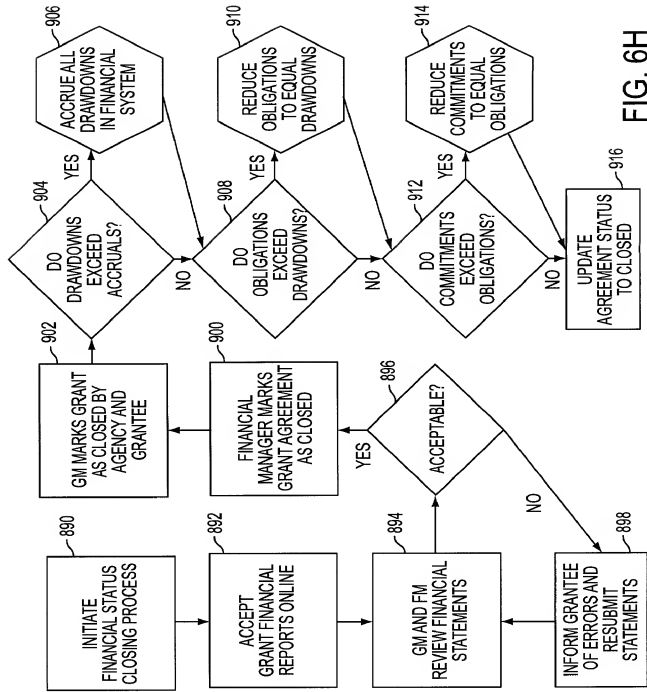 890
INITIATE
FINANCIAL STATUS
CLOSING PROCESS
892
ACCEPT
GRANT FINANCIAL
REPORTS ONLINE
894
GM AND FM
REVIEW FINANCIAL
STATEMENTS
896
ACCEPTABLE?
NO
898
INFORM GRANTEE
OF ERRORS AND
RESUBMIT
STATEMENTS
YES
900
FINANCIAL
MANAGER MARKS
GRANT AGREEMENT
AS CLOSED
902
GM MARKS GRANT
AS CLOSED BY
AGENCY AND
GRANTEE
904
DO
DRAWDOWNS
EXCEED
ACCRUALS?
YES
906
ACCRUE ALL
DRAWDOWNS
IN FINANCIAL
SYSTEM
NO
908
DO
OBLIGATIONS
EXCEED
DRAWDOWNS?
YES
910
REDUCE
OBLIGATIONS
TO EQUAL
DRAWDOWNS
NO
912
DO
COMMITMENTS
EXCEED
OBLIGATIONS?
YES
914
REDUCE
COMMITMENTS
TO EQUAL
OBLIGATIONS
NO
916
UPDATE
AGREEMENT STATUS
TO CLOSED
FIG. 6H